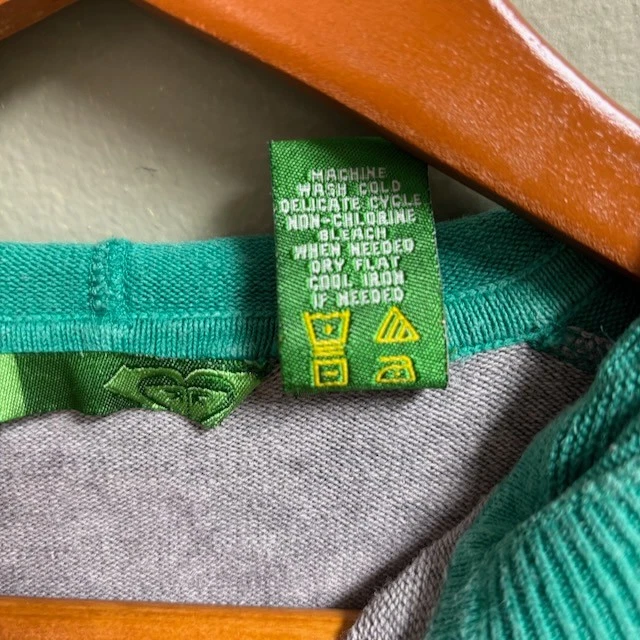 MACHINE
WASH COLD
DELICATE CYCLE
NON-CHLORINE
BLEACH
WHEN NEEDED
DRY FLAT
COOL IRON
IF NEEDED